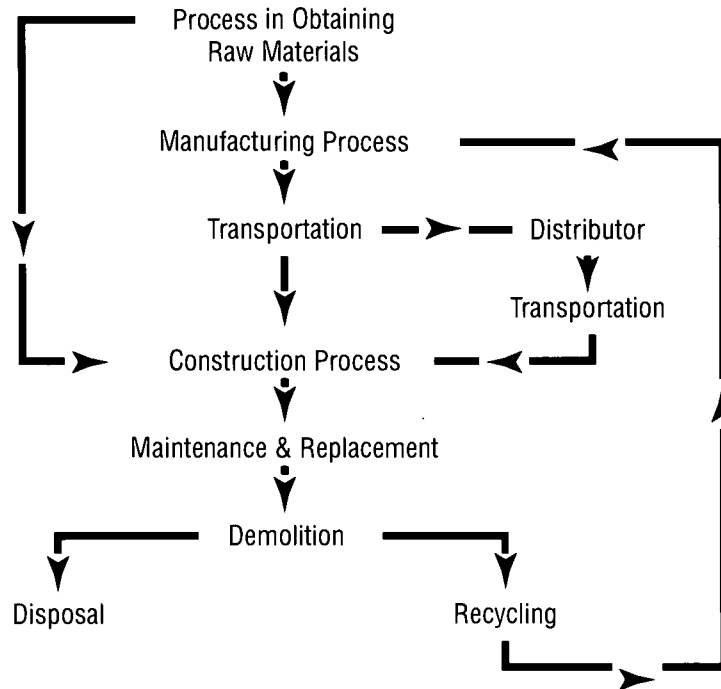 Process in Obtaining
Raw Materials
Manufacturing Process
Transportation
Distributor
Transportation
Construction Process
Maintenance & Replacement
Demolition
Disposal
Recycling